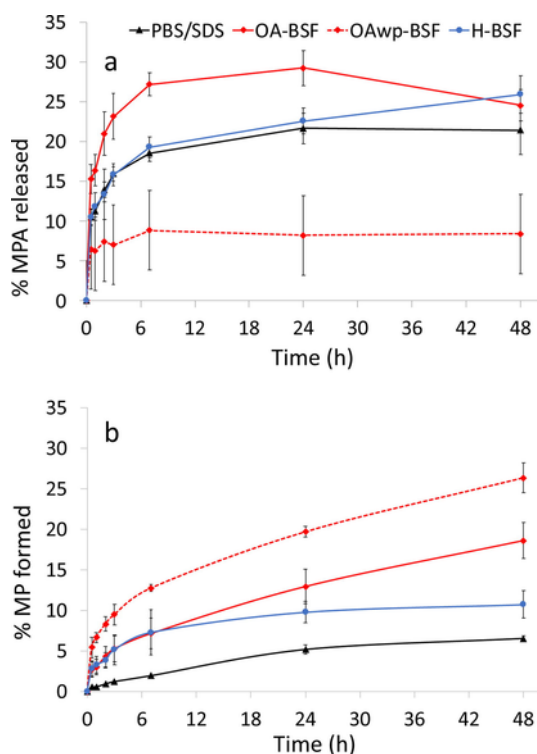 PBS/SDS OA-BSF OAwp-BSF H-BSF
a
% MPA released
35
30
25
20
15
10
5
0
0 6 12 18 24 30 36 42 48
Time (h)
b
% MP formed
35
30
25
20
15
10
5
0
0 6 12 18 24 30 36 42 48
Time (h)